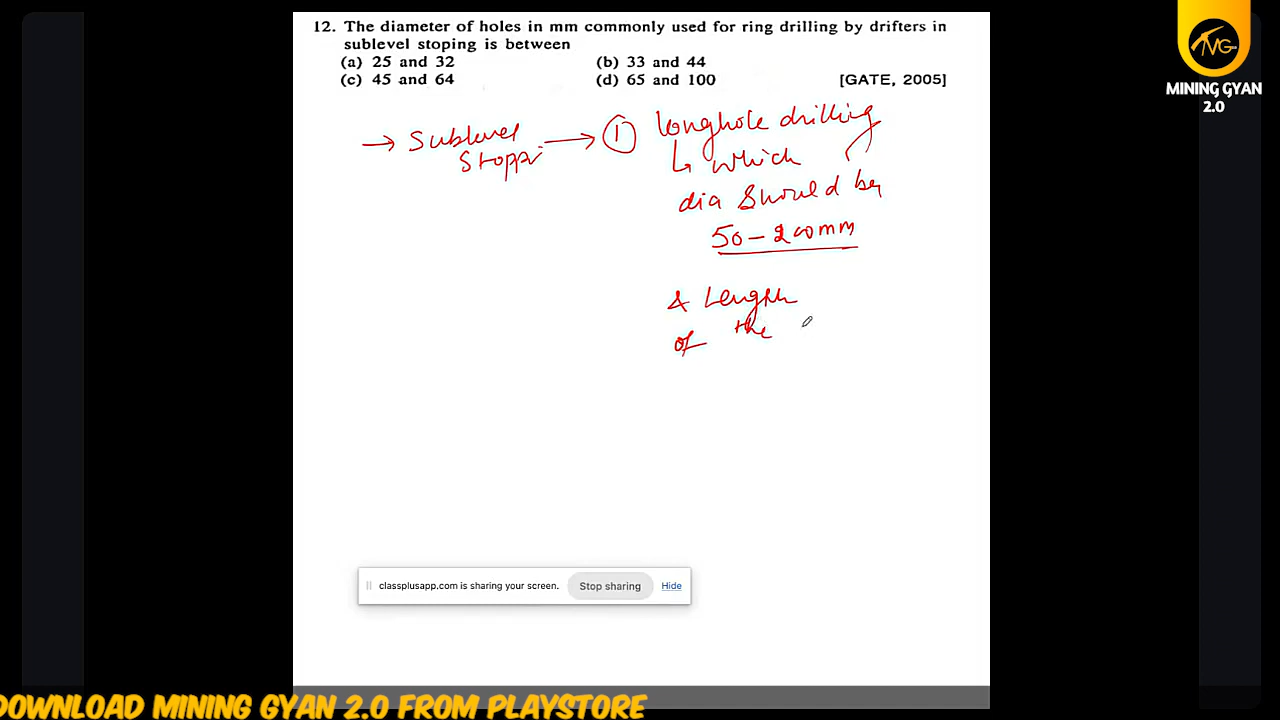 12. The diameter of holes in mm commonly used for ring drilling by drifters in
sublevel stoping is between
(a) 25 and 32 (b) 33 and 44
(c) 45 and 64 (d) 65 and 100 [GATE, 2005]
TMG
MINING GYAN
2.0
→ Sublevel → ① longhole drilling
↳ which
dia should be
50 - 200mm
& Length
of the
classplusapp.com is sharing your screen. Stop sharing Hide
DOWNLOAD MINING GYAN 2.0 FROM PLAYSTORE